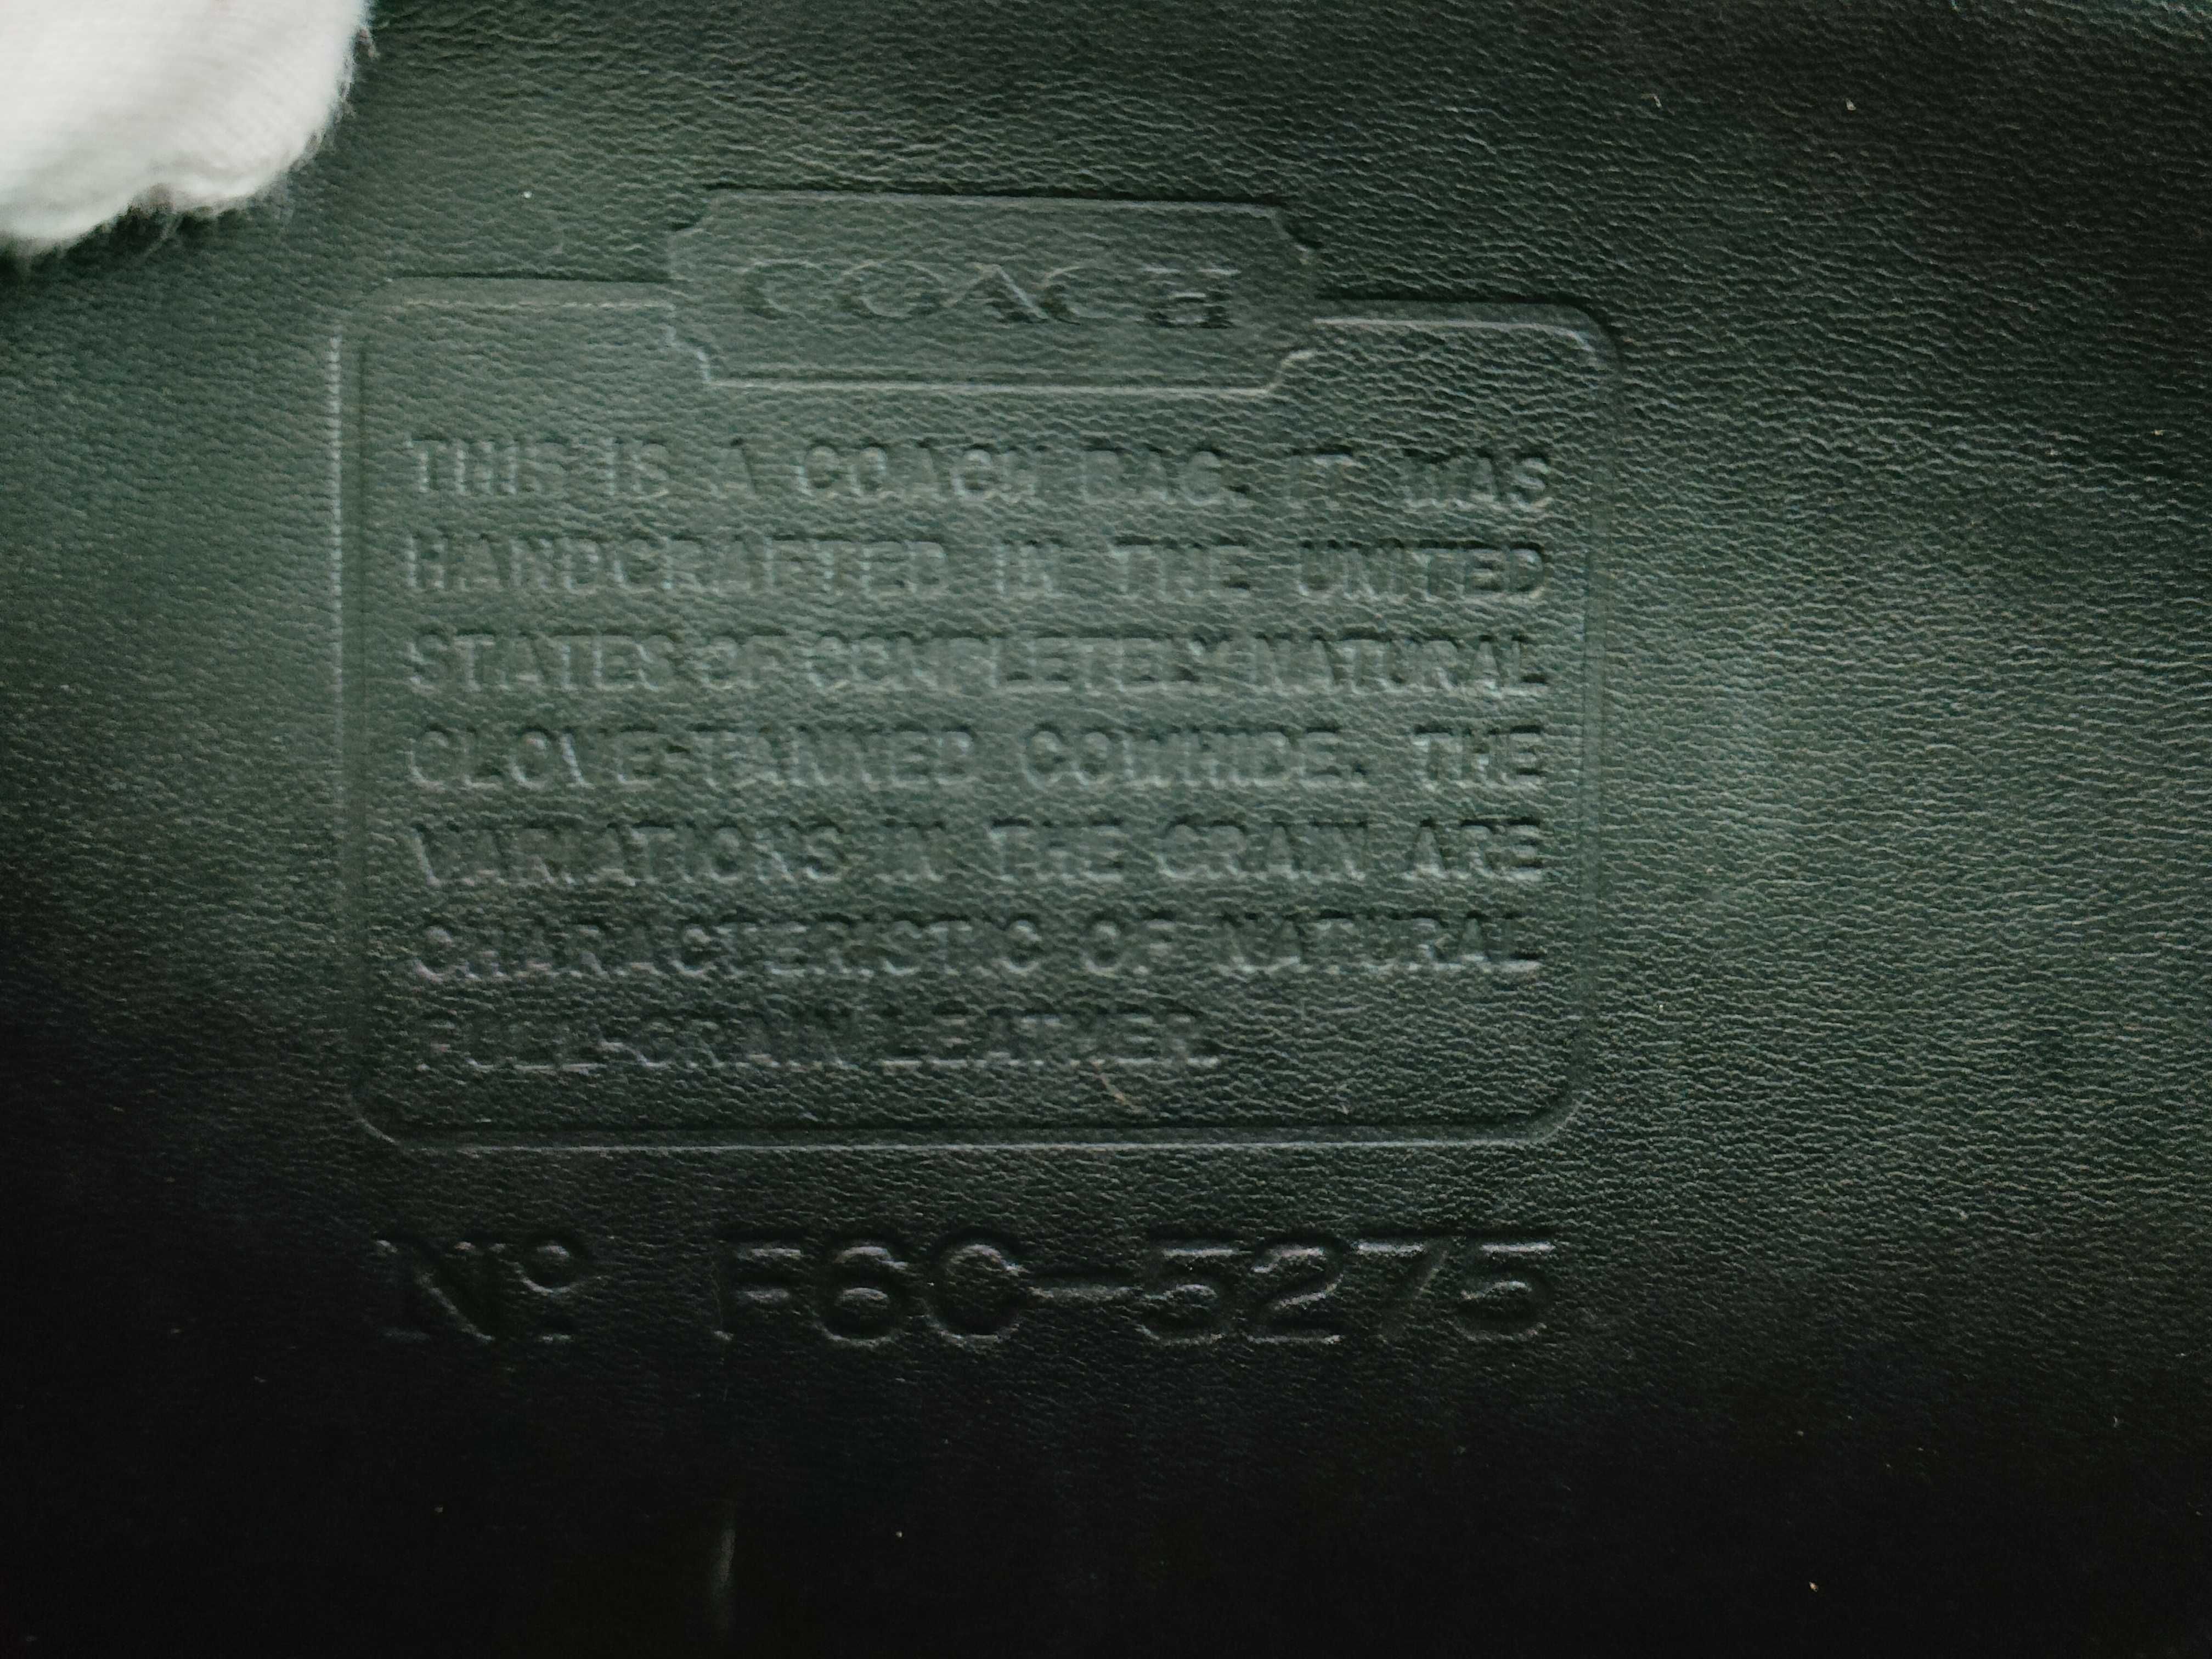 COACH
THIS IS A COACH BAG. IT WAS
HANDCRAFTED IN THE UNITED
STATES OF COMPLETELY NATURAL
GLOVE-TANNED COWHIDE. THE
VARIATIONS IN THE GRAIN ARE
CHARACTERISTIC OF NATURAL
FULL-GRAIN LEATHER.
Nº F6C-5275